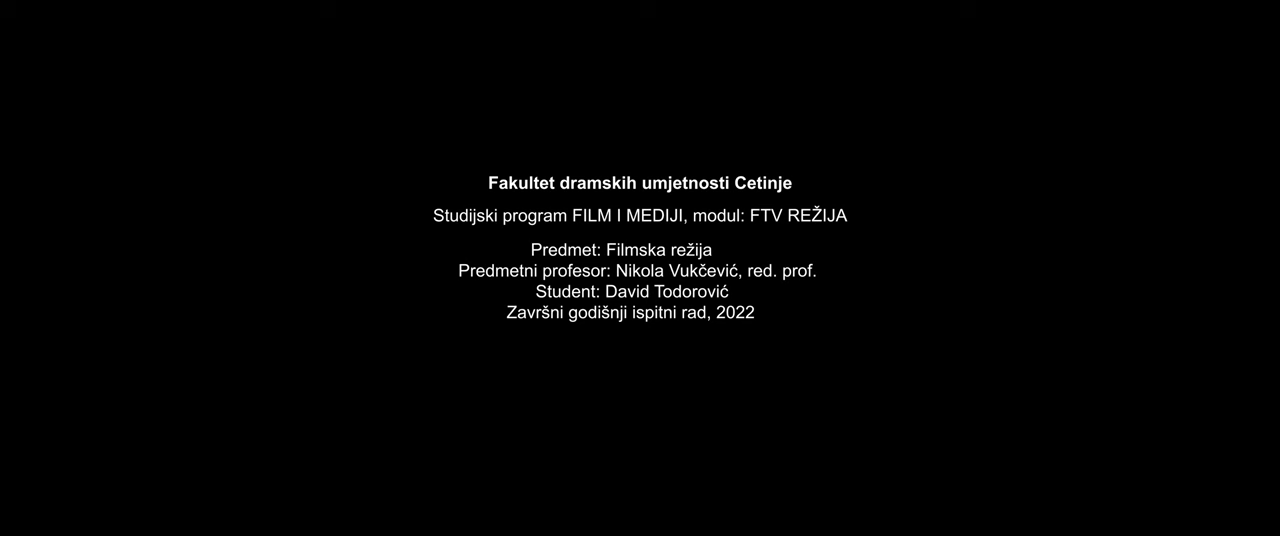 Fakultet dramskih umjetnosti Cetinje
Studijski program FILM I MEDIJI, modul: FTV REŽIJA
Predmet: Filmska režija
Predmetni profesor: Nikola Vukčević, red. prof.
Student: David Todorović
Završni godišnji ispitni rad, 2022